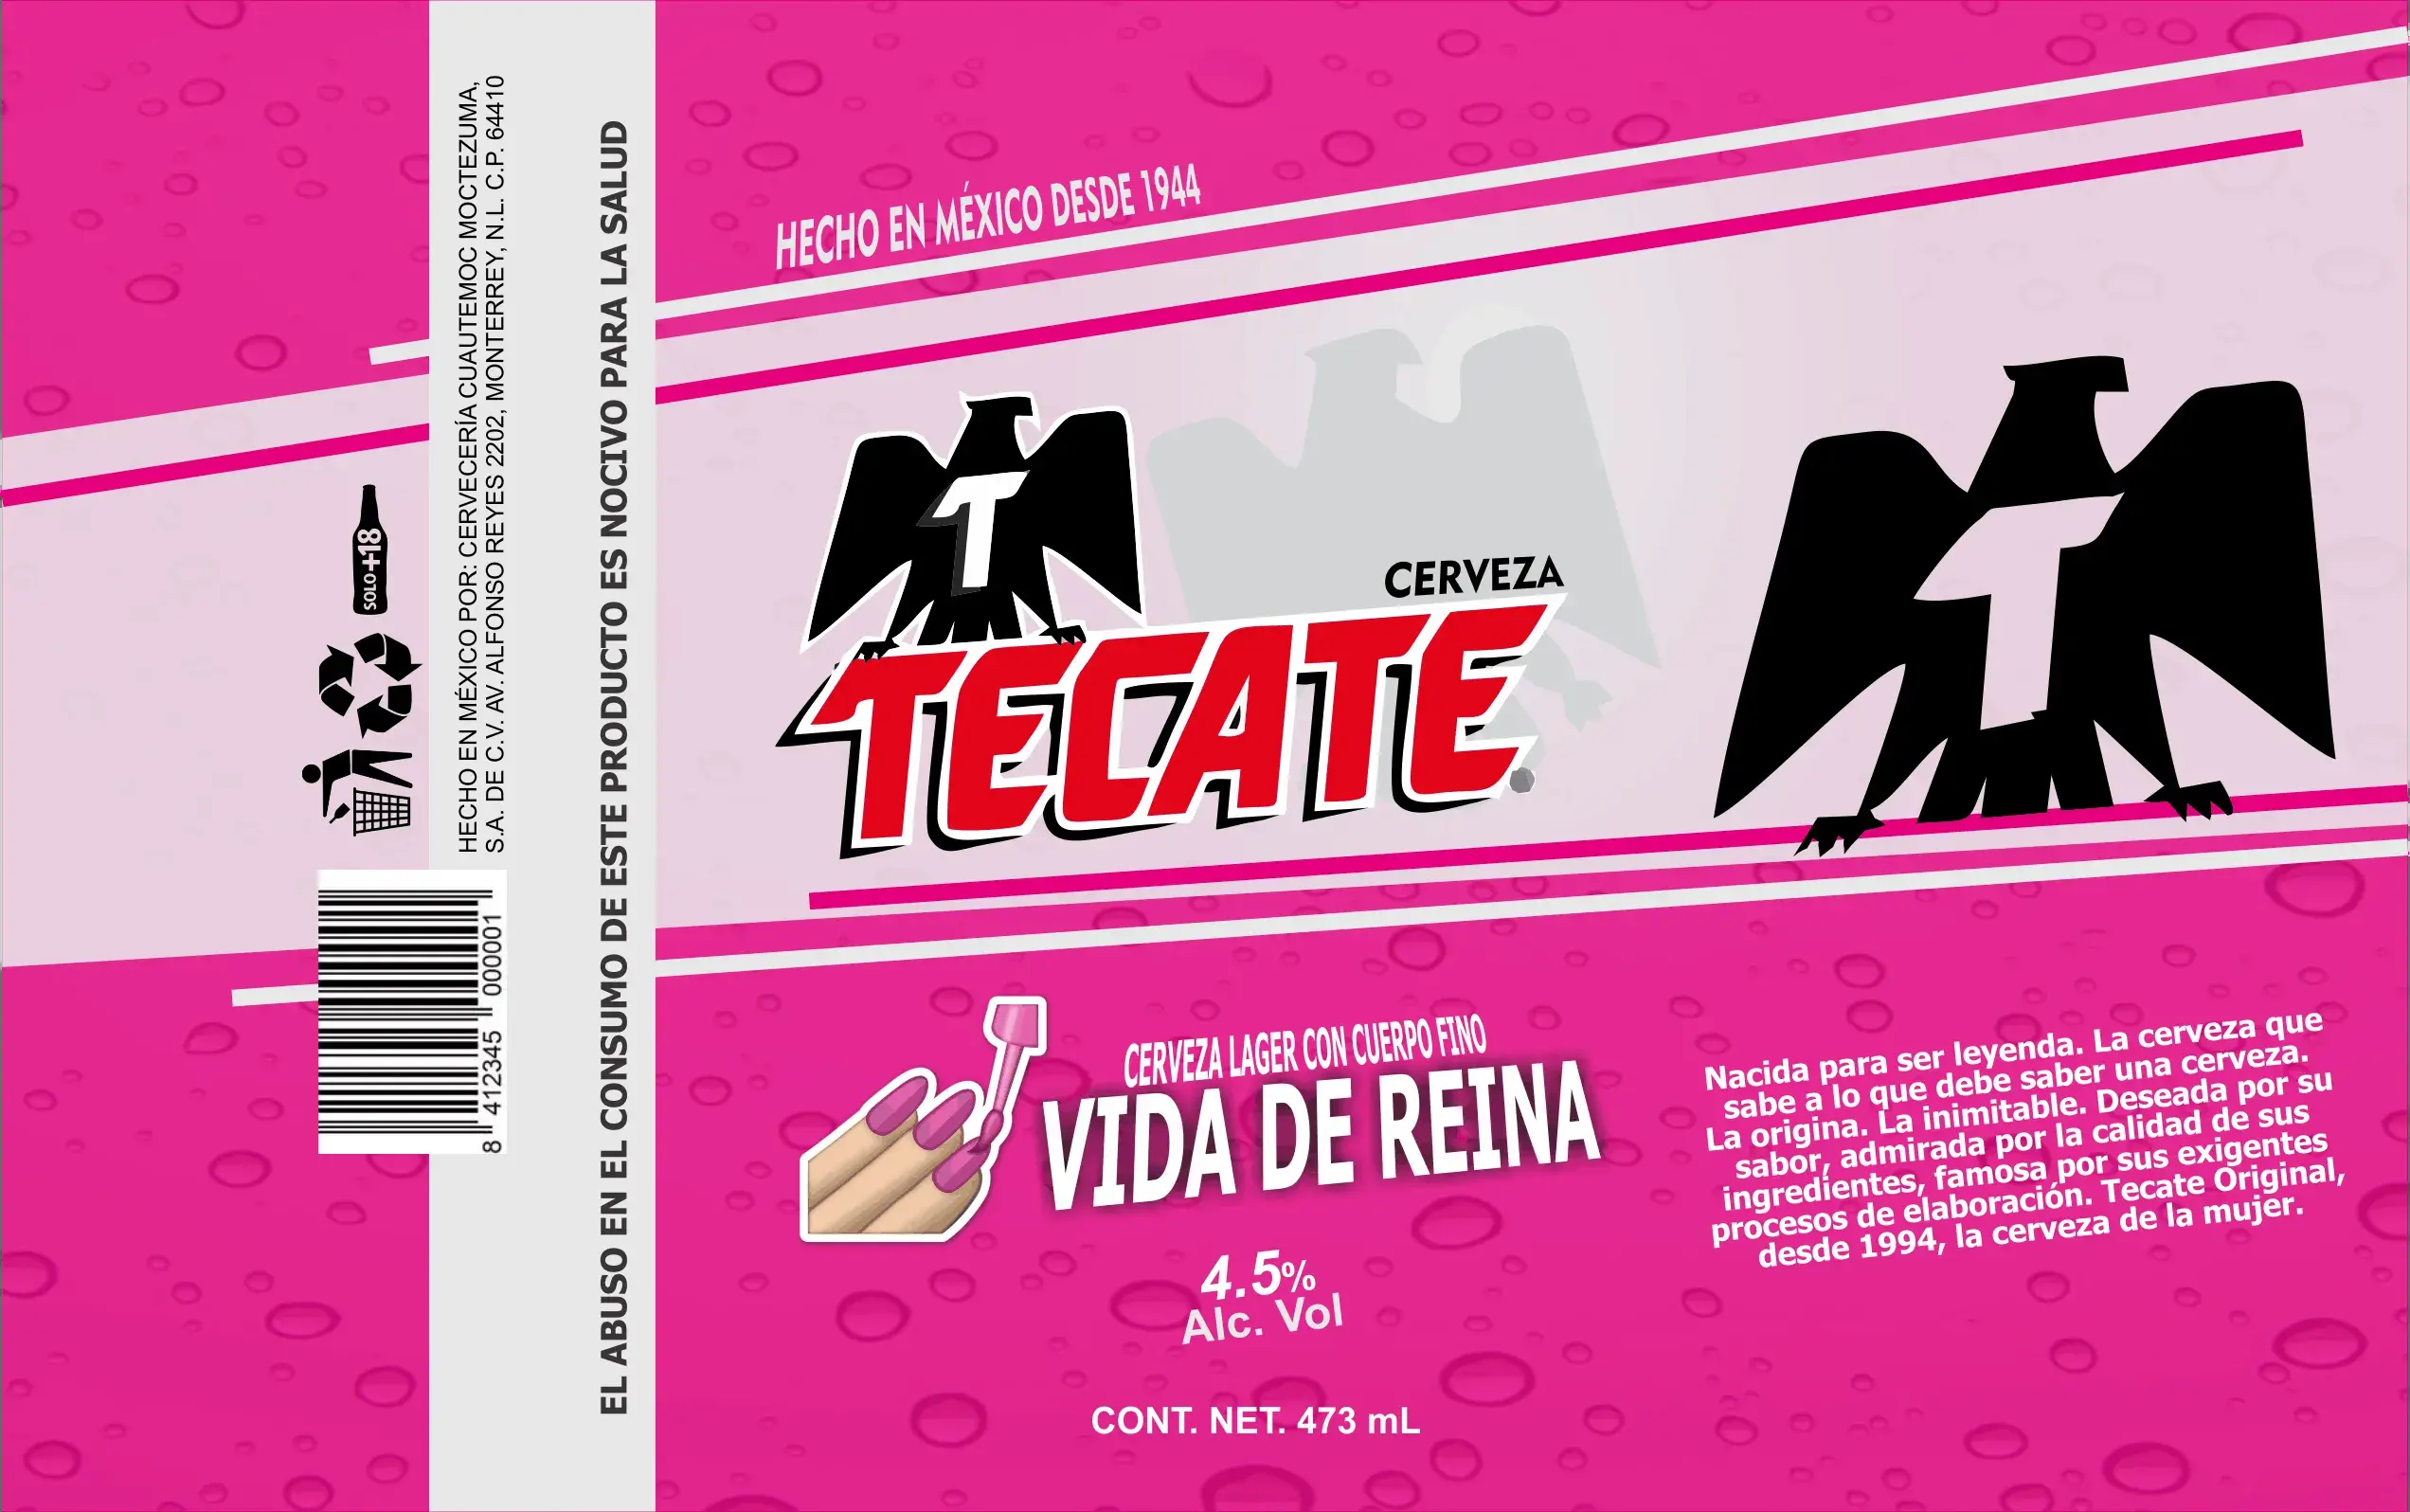 HECHO EN MÉXICO POR: CERVECERÍA CUAUTEMOC MOCTEZUMA,
S.A. DE C.V. AV. ALFONSO REYES 2202, MONTERREY, N.L. C.P. 64410
SOLO +18
8 412345 000001
EL ABUSO EN EL CONSUMO DE ESTE PRODUCTO ES NOCIVO PARA LA SALUD
HECHO EN MÉXICO DESDE 1944
T
CERVEZA
TECATE
T
CERVEZA LAGER CON CUERPO FINO
VIDA DE REINA
4.5%
Alc. Vol
CONT. NET. 473 mL
Nacida para ser leyenda. La cerveza que
sabe a lo que debe saber una cerveza.
La origina. La inimitable. Deseada por su
sabor, admirada por la calidad de sus
ingredientes, famosa por sus exigentes
procesos de elaboración. Tecate Original,
desde 1994, la cerveza de la mujer.